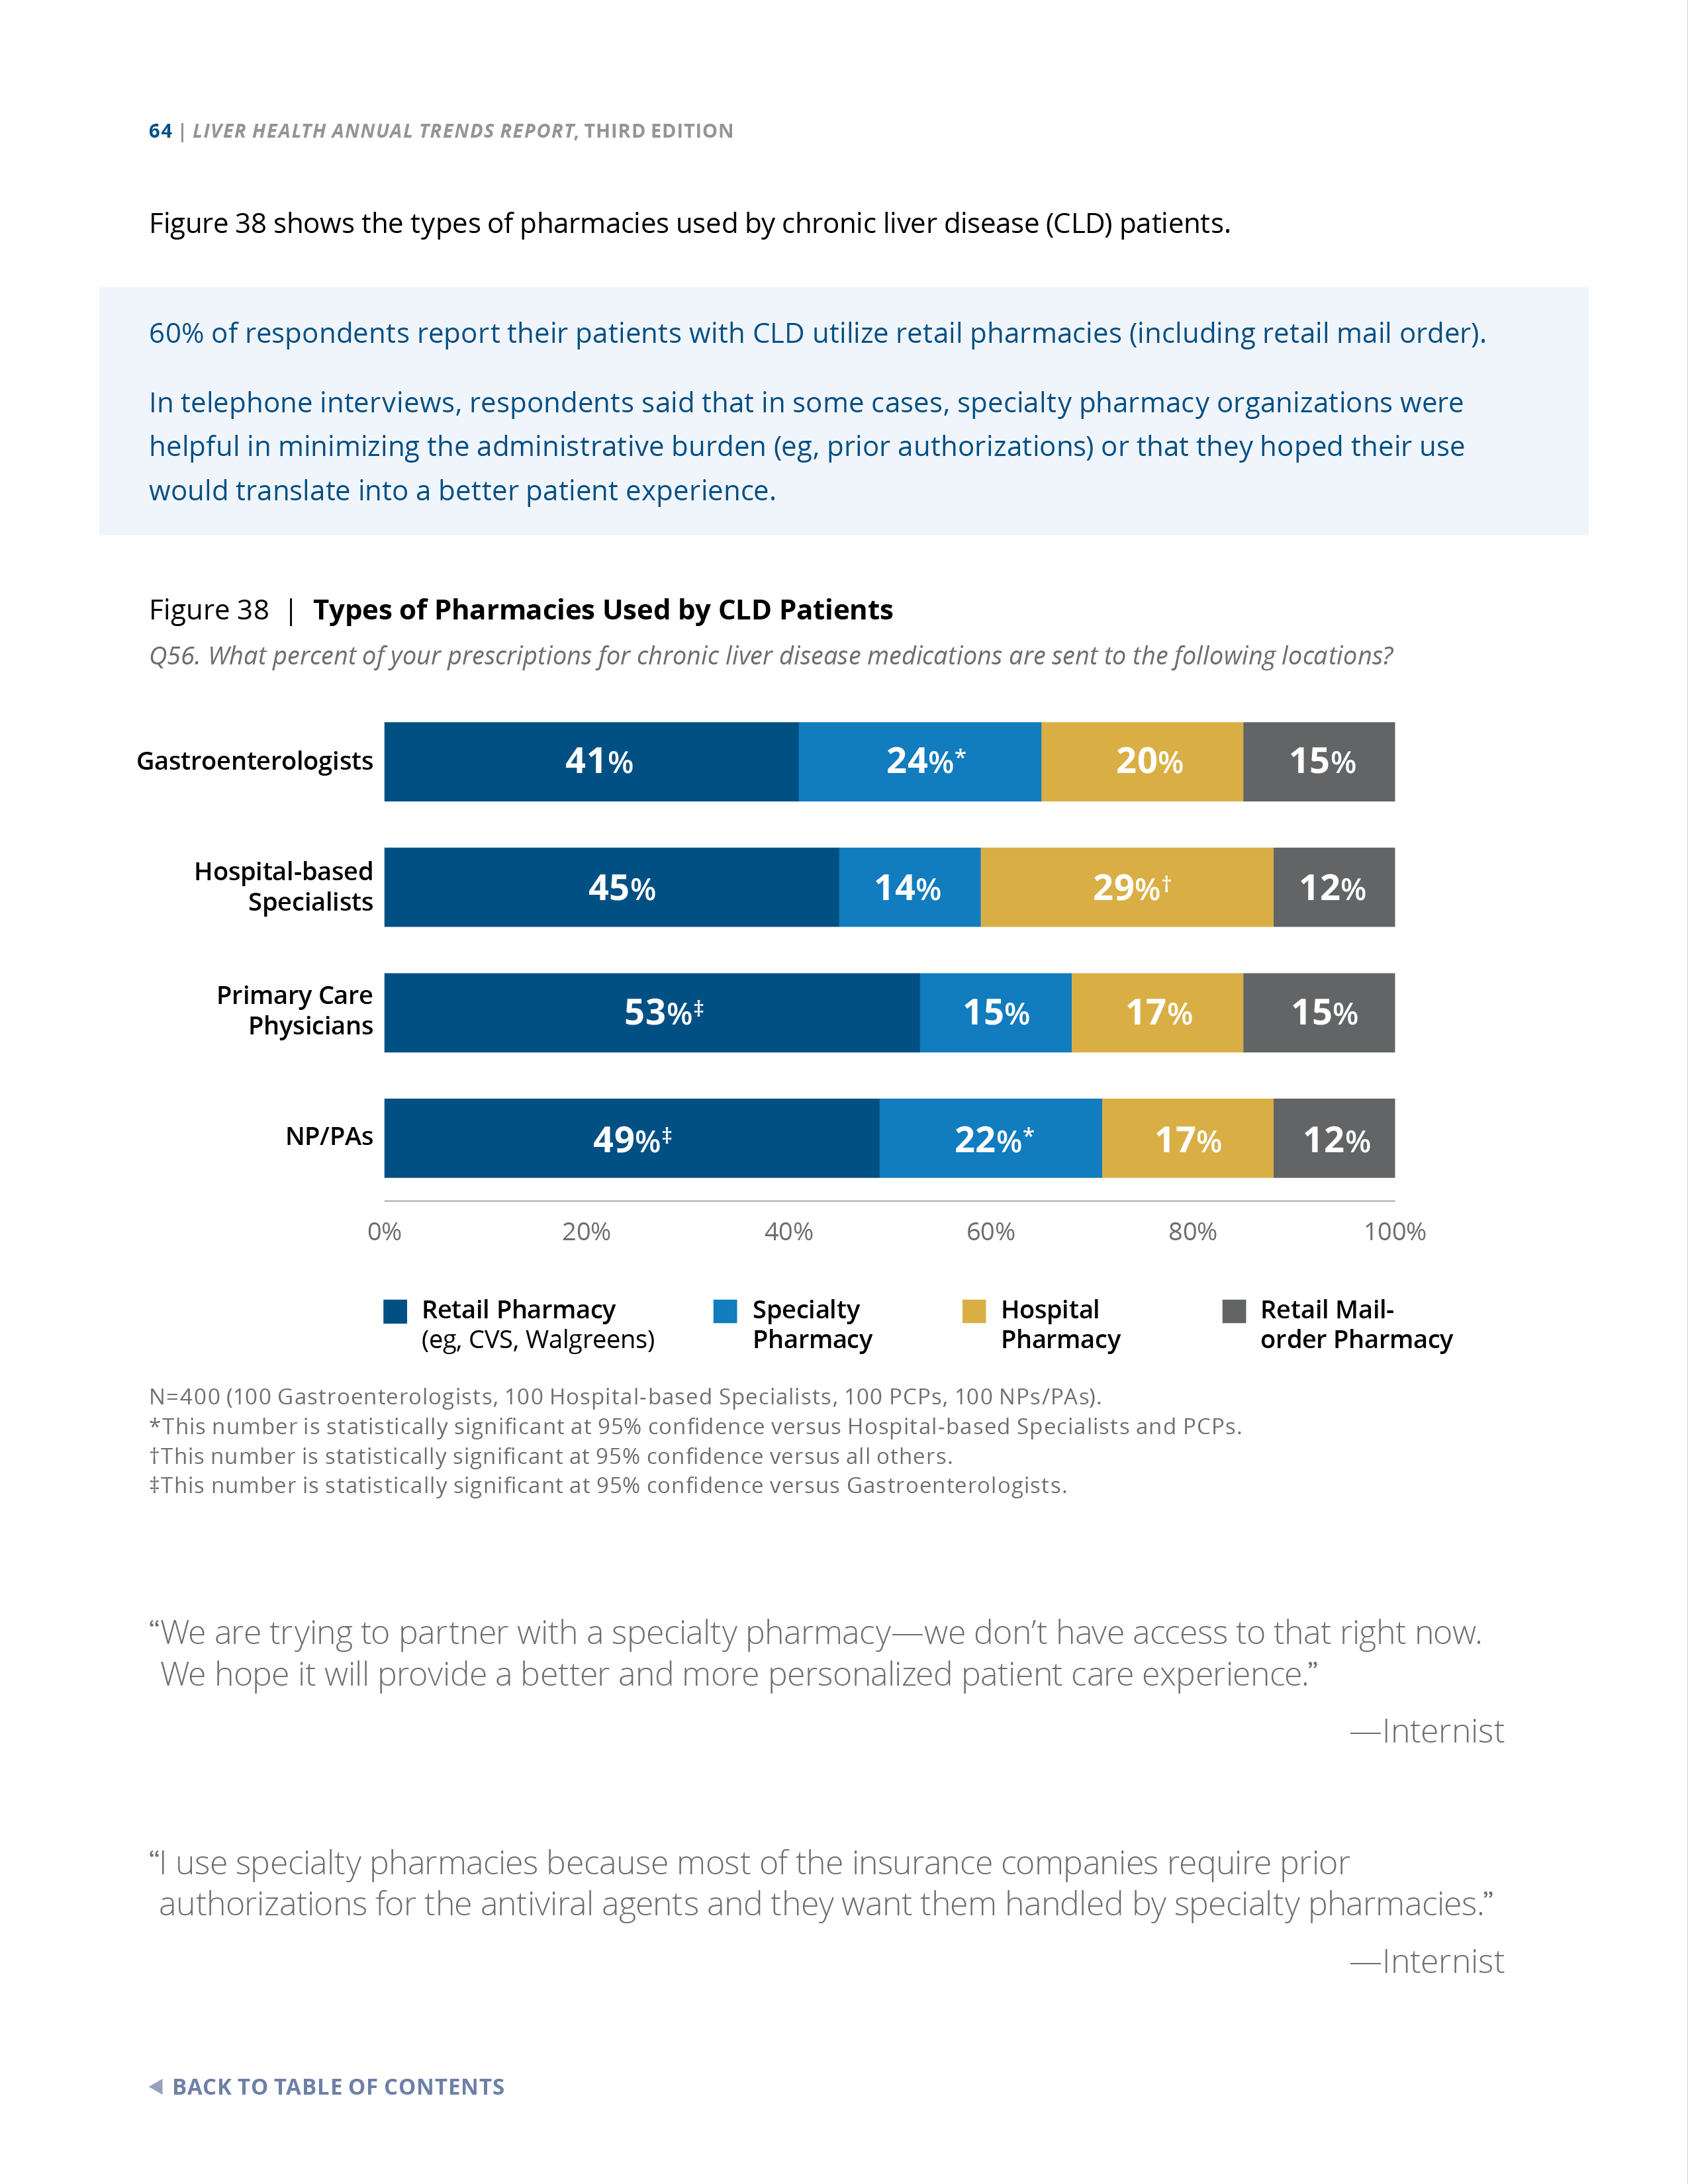 64 | LIVER HEALTH ANNUAL TRENDS REPORT, THIRD EDITION
Figure 38 shows the types of pharmacies used by chronic liver disease (CLD) patients.
60% of respondents report their patients with CLD utilize retail pharmacies (including retail mail order).
In telephone interviews, respondents said that in some cases, specialty pharmacy organizations were
helpful in minimizing the administrative burden (eg, prior authorizations) or that they hoped their use
would translate into a better patient experience.
Figure 38 | Types of Pharmacies Used by CLD Patients
Q56. What percent of your prescriptions for chronic liver disease medications are sent to the following locations?
Gastroenterologists 41% 24%* 20% 15%
Hospital-based
Specialists
45% 14% 29%† 12%
Primary Care
Physicians
53%‡ 15% 17% 15%
NP/PAs 49%‡ 22%* 17% 12%
0% 20% 40% 60% 80% 100%
Retail Pharmacy
(eg, CVS, Walgreens)
Specialty
Pharmacy
Hospital
Pharmacy
Retail Mail-
order Pharmacy
N=400 (100 Gastroenterologists, 100 Hospital-based Specialists, 100 PCPs, 100 NPs/PAs).
*This number is statistically significant at 95% confidence versus Hospital-based Specialists and PCPs.
†This number is statistically significant at 95% confidence versus all others.
‡This number is statistically significant at 95% confidence versus Gastroenterologists.
“We are trying to partner with a specialty pharmacy—we don’t have access to that right now.
We hope it will provide a better and more personalized patient care experience.”
—Internist
“I use specialty pharmacies because most of the insurance companies require prior
authorizations for the antiviral agents and they want them handled by specialty pharmacies.”
—Internist
BACK TO TABLE OF CONTENTS